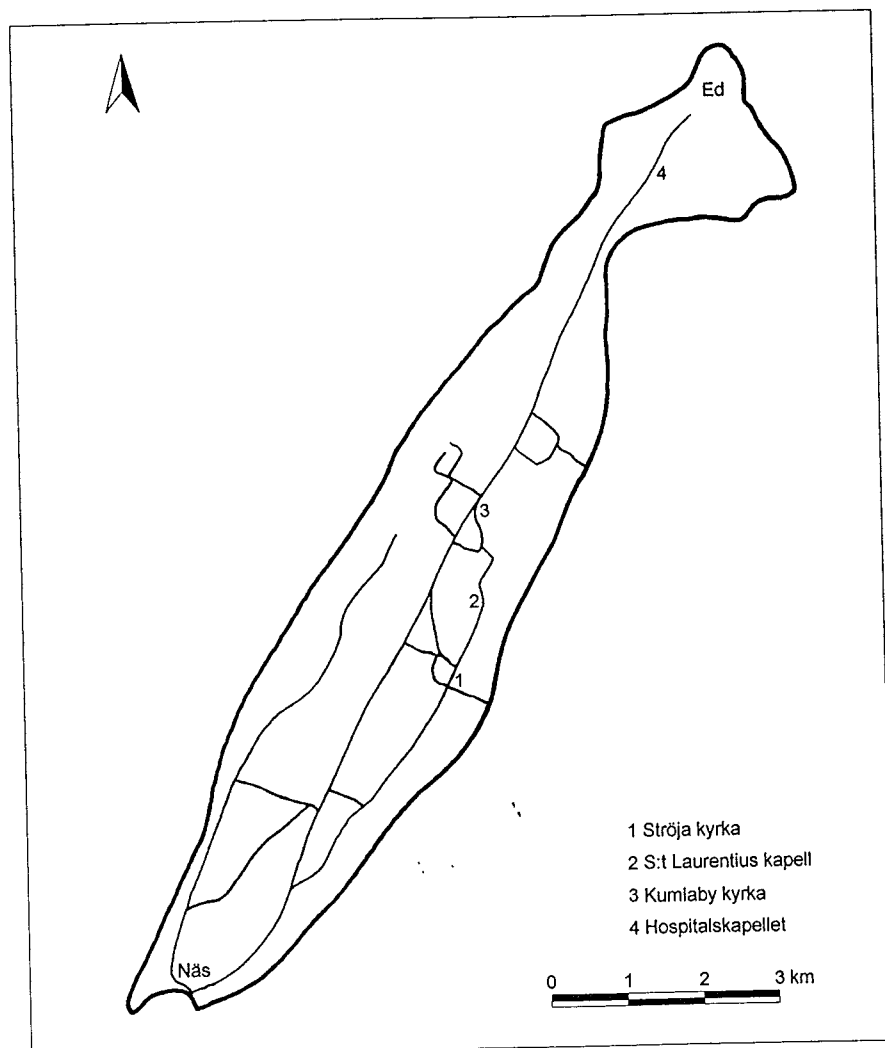 Ed
4
3
2
1
Näs
1 Ströja kyrka
2 S:t Laurentius kapell
3 Kumlaby kyrka
4 Hospitalskapellet
0 1 2 3 km